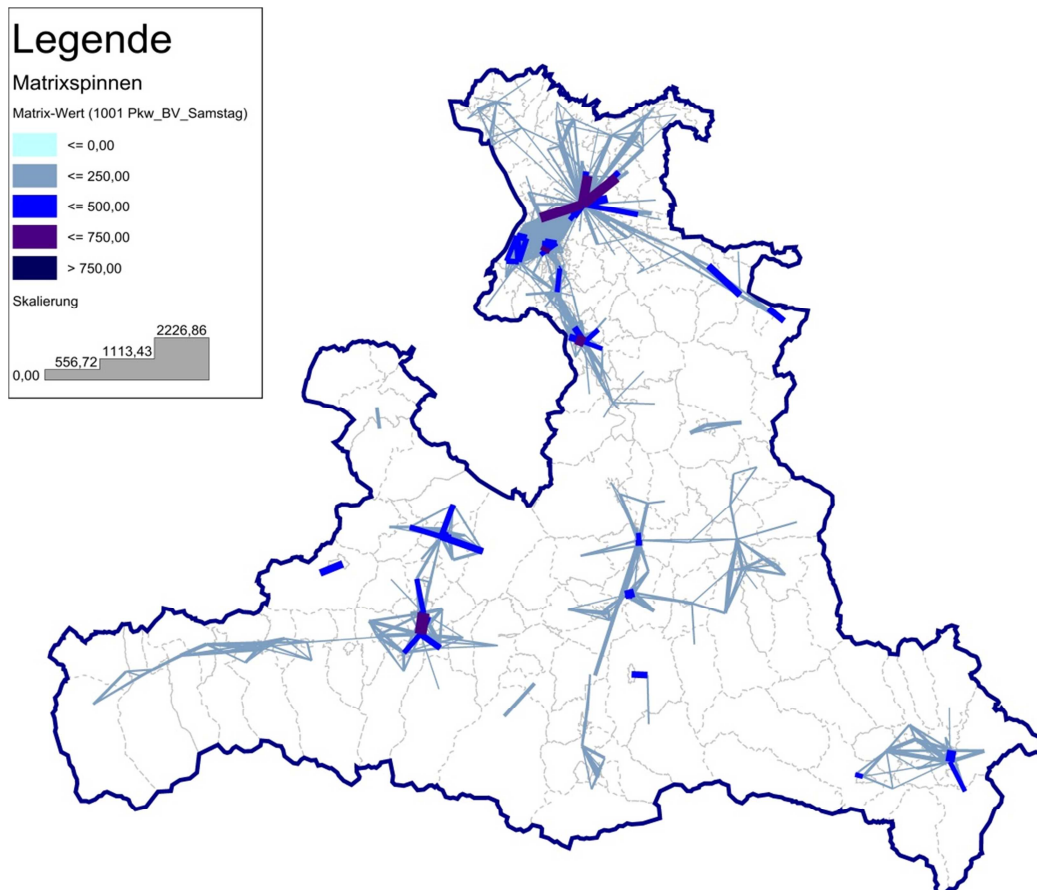 Legende
Matrixspinnen
Matrix-Wert (1001 Pkw_BV_Samstag)
<= 0,00
<= 250,00
<= 500,00
<= 750,00
> 750,00
Skalierung
2226,86
1113,43
556,72
0,00